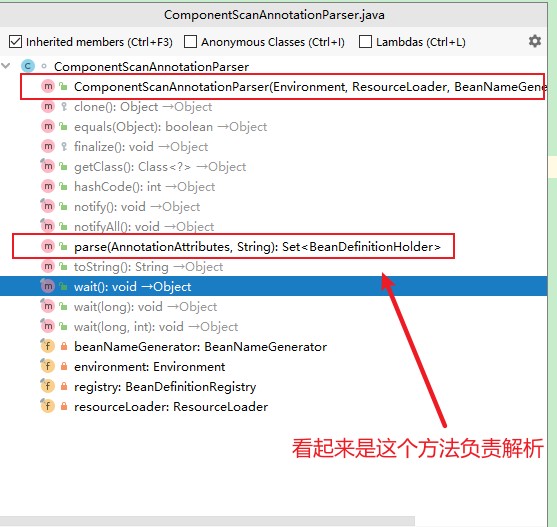 ComponentScanAnnotationParser.java
Inherited members (Ctrl+F3) Anonymous Classes (Ctrl+I) Lambdas (Ctrl+L)
ComponentScanAnnotationParser
ComponentScanAnnotationParser(Environment, ResourceLoader, BeanNameGene
clone(): Object →Object
equals(Object): boolean →Object
finalize(): void →Object
getClass(): Class<?> →Object
hashCode(): int →Object
notify(): void →Object
notifyAll(): void →Object
parse(AnnotationAttributes, String): Set<BeanDefinitionHolder>
toString(): String →Object
wait(): void →Object
wait(long): void →Object
wait(long, int): void →Object
beanNameGenerator: BeanNameGenerator
environment: Environment
registry: BeanDefinitionRegistry
resourceLoader: ResourceLoader
看起来是这个方法负责解析